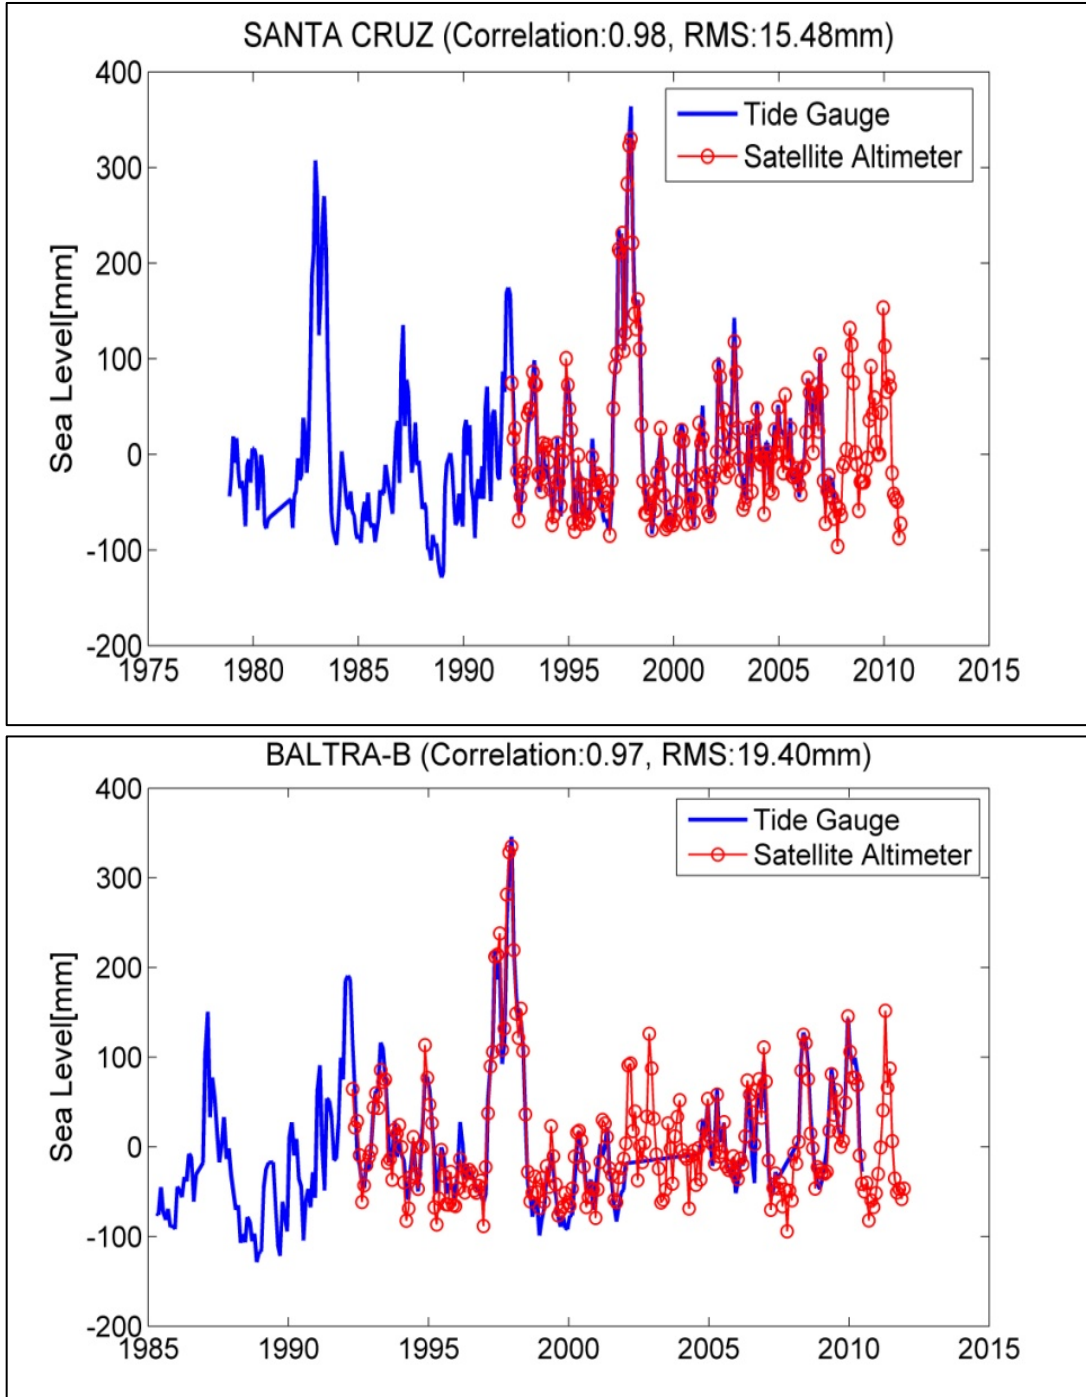 SANTA CRUZ (Correlation:0.98, RMS:15.48mm)
400
300
200
100
0
-100
-200
Sea Level[mm]
Tide Gauge
Satellite Altimeter
1975 1980 1985 1990 1995 2000 2005 2010 2015
BALTRA-B (Correlation:0.97, RMS:19.40mm)
400
300
200
100
0
-100
-200
Sea Level[mm]
Tide Gauge
Satellite Altimeter
1985 1990 1995 2000 2005 2010 2015